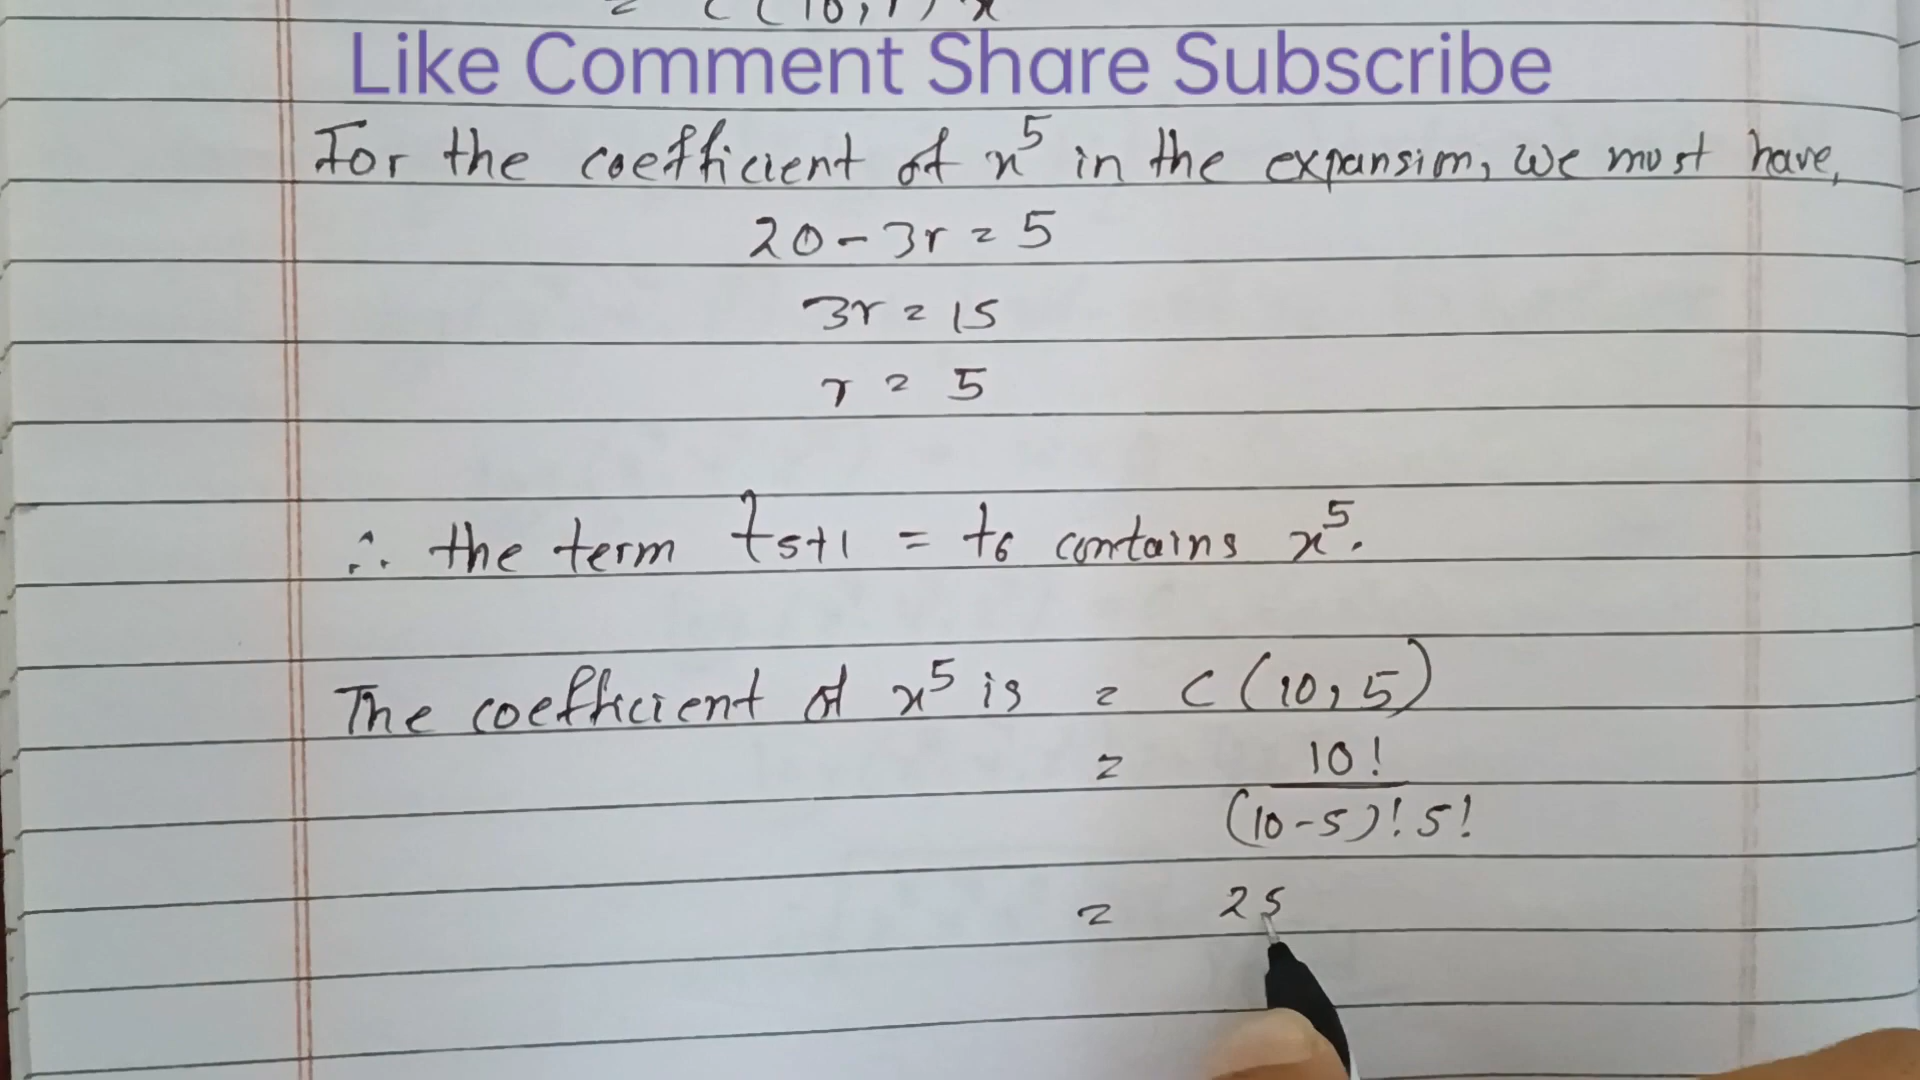 = C(10,r) x
Like Comment Share Subscribe
For the coefficient of x⁵ in the expansion, we must have,
20 - 3r = 5
3r = 15
r = 5
∴ the term t₅₊₁ = t₆ contains x⁵.
The coefficient of x⁵ is = C(10,5)
= 10! / (10-5)! 5!
= 25